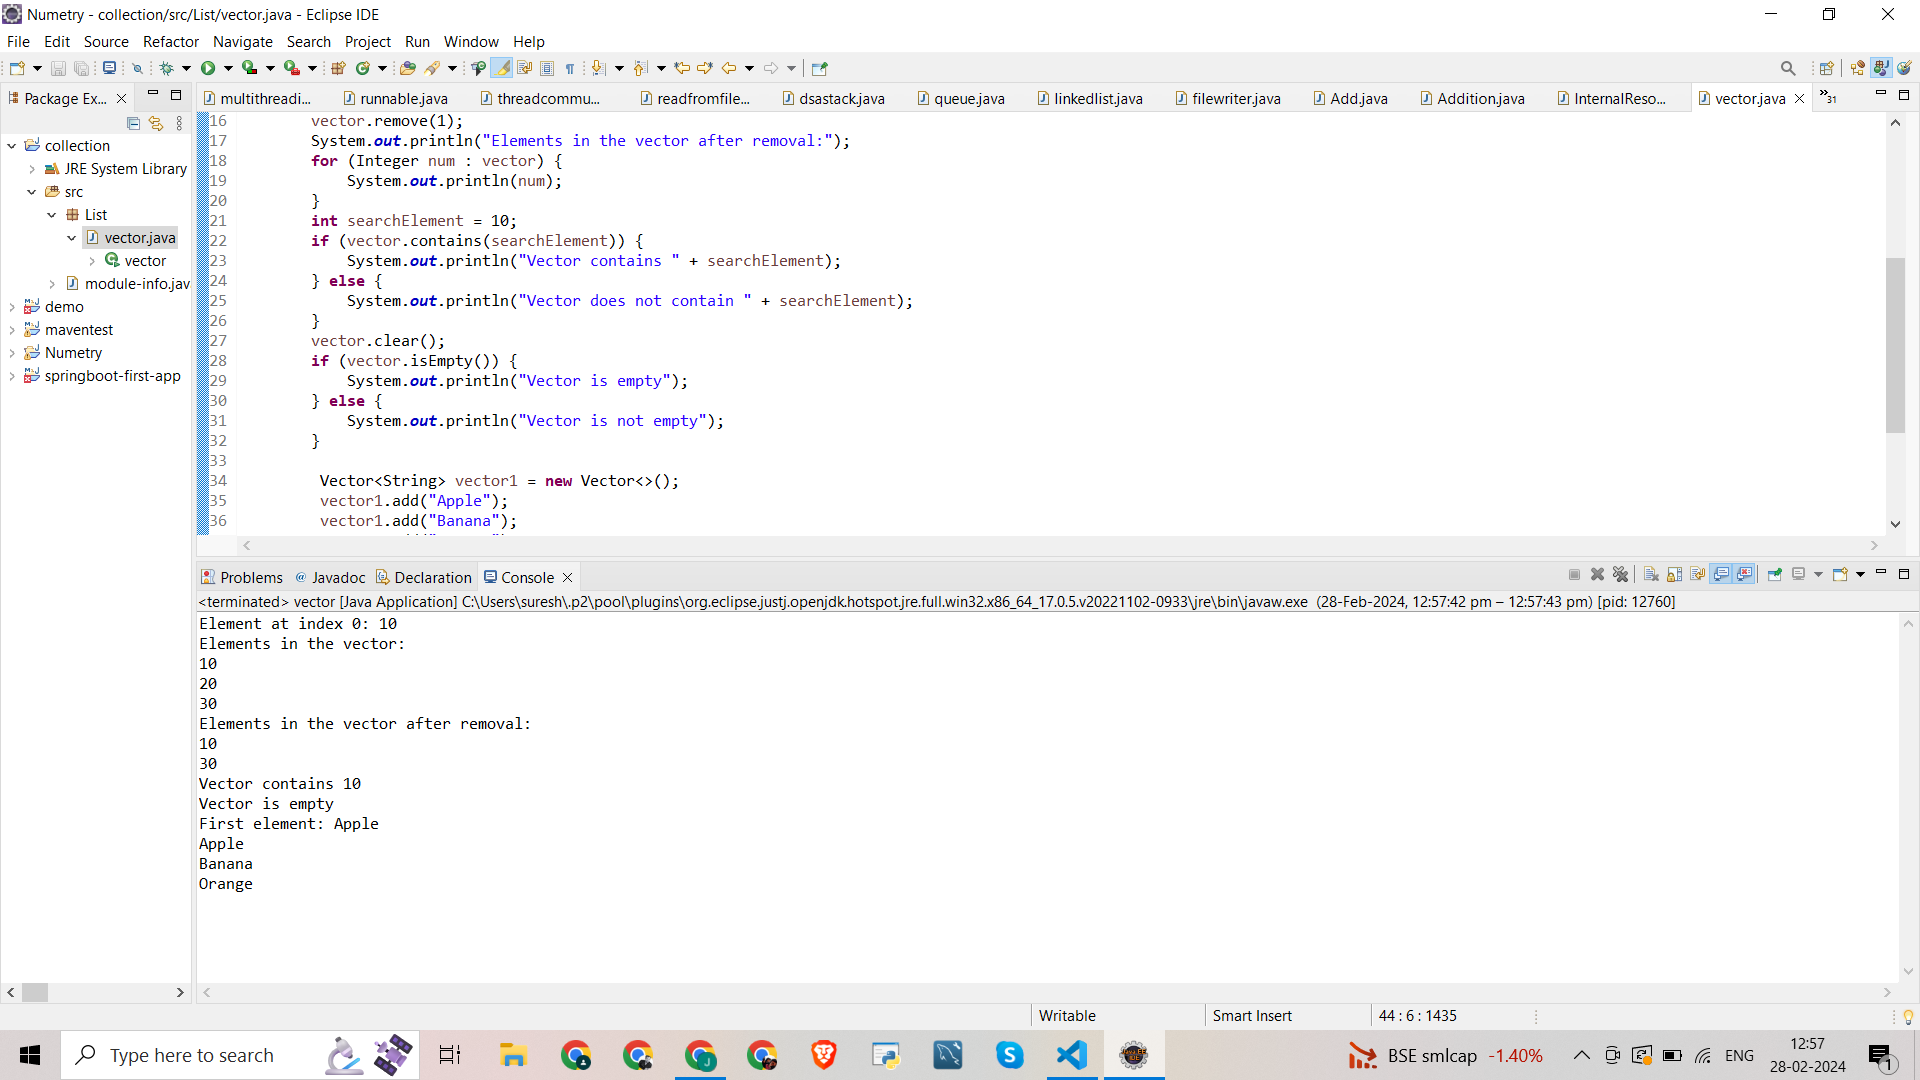 Numetry - collection/src/List/vector.java - Eclipse IDE
File Edit Source Refactor Navigate Search Project Run Window Help
Package Ex...
collection
JRE System Library
src
List
vector.java
vector
module-info.jav
demo
maventest
Numetry
springboot-first-app
multithreadi... runnable.java threadcommu... readfromfile... dsastack.java queue.java linkedlist.java filewriter.java Add.java Addition.java InternalReso... vector.java »31
16 vector.remove(1);
17 System.out.println("Elements in the vector after removal:");
18 for (Integer num : vector) {
19 System.out.println(num);
20 }
21 int searchElement = 10;
22 if (vector.contains(searchElement)) {
23 System.out.println("Vector contains " + searchElement);
24 } else {
25 System.out.println("Vector does not contain " + searchElement);
26 }
27 vector.clear();
28 if (vector.isEmpty()) {
29 System.out.println("Vector is empty");
30 } else {
31 System.out.println("Vector is not empty");
32 }
33
34 Vector<String> vector1 = new Vector<>();
35 vector1.add("Apple");
36 vector1.add("Banana");
Problems Javadoc Declaration Console
<terminated> vector [Java Application] C:\Users\suresh\.p2\pool\plugins\org.eclipse.justj.openjdk.hotspot.jre.full.win32.x86_64_17.0.5.v20221102-0933\jre\bin\javaw.exe (28-Feb-2024, 12:57:42 pm – 12:57:43 pm) [pid: 12760]
Element at index 0: 10
Elements in the vector:
10
20
30
Elements in the vector after removal:
10
30
Vector contains 10
Vector is empty
First element: Apple
Apple
Banana
Orange
Writable Smart Insert 44 : 6 : 1435
Type here to search
BSE smlcap -1.40%
ENG
12:57
28-02-2024
1